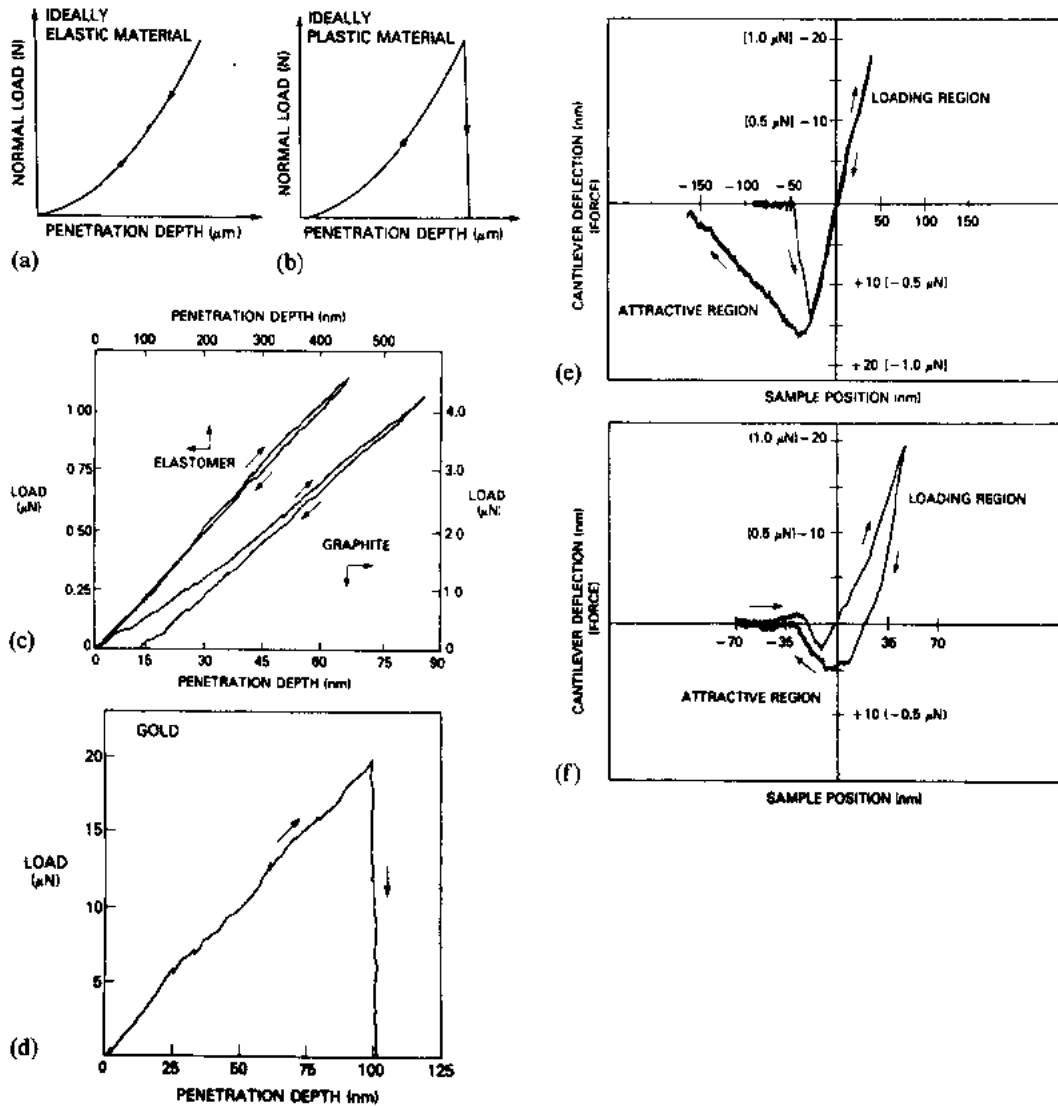 IDEALLY
ELASTIC MATERIAL
NORMAL LOAD (N)
PENETRATION DEPTH (μm)
(a)
IDEALLY
PLASTIC MATERIAL
NORMAL LOAD (N)
PENETRATION DEPTH (μm)
(b)
PENETRATION DEPTH (nm)
0 100 200 300 400 500
1 00
0.75
0.50
0.25
0
LOAD
(μN)
ELASTOMER
GRAPHITE
4.0
3.0
2.0
1.0
0
LOAD
(μN)
0 15 30 45 60 75 90
PENETRATION DEPTH (nm)
(c)
GOLD
20
15
10
5
LOAD
(μN)
0 25 50 75 100 125
PENETRATION DEPTH (nm)
(d)
[1.0 μN] -20
LOADING REGION
[0.5 μN] -10
CANTILEVER DEFLECTION (nm)
(FORCE)
-150 -100 -50
50 100 150
+10 [-0.5 μN]
ATTRACTIVE REGION
+20 [-1.0 μN]
SAMPLE POSITION [nm]
(e)
(1.0 μN) -20
LOADING REGION
[0.5 μN) -10
CANTILEVER DEFLECTION (nm)
(FORCE)
-70 -35 36 70
ATTRACTIVE REGION
+10 (-0.5 μN)
SAMPLE POSITION (nm)
(f)